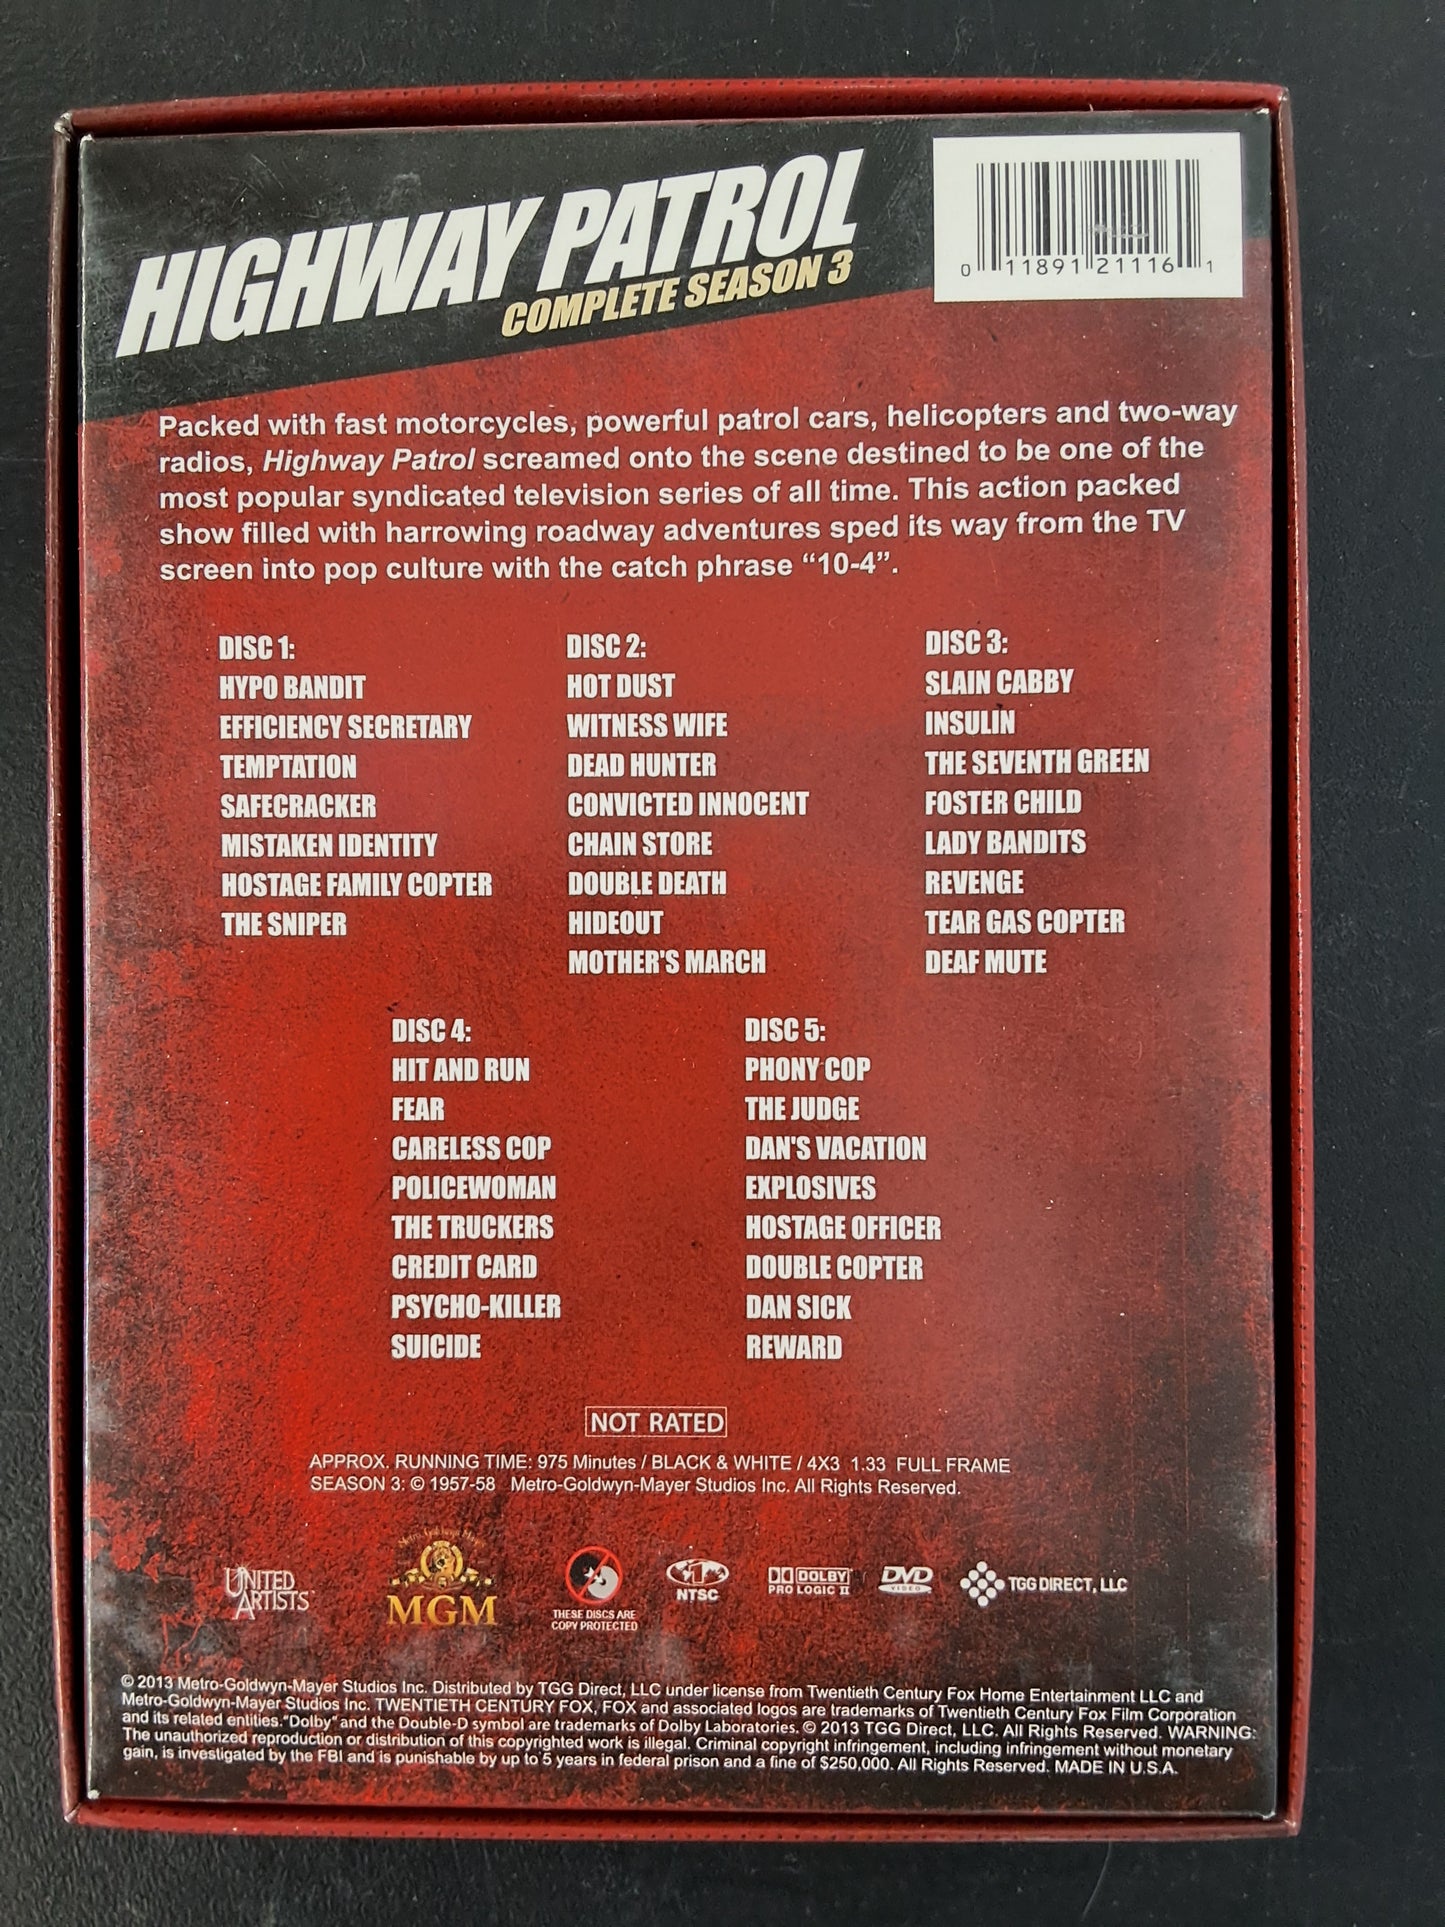 HIGHWAY PATROL
COMPLETE SEASON 3
0 11891 21116 1
Packed with fast motorcycles, powerful patrol cars, helicopters and two-way
radios, Highway Patrol screamed onto the scene destined to be one of the
most popular syndicated television series of all time. This action packed
show filled with harrowing roadway adventures sped its way from the TV
screen into pop culture with the catch phrase “10-4”.
DISC 1:
HYPO BANDIT
EFFICIENCY SECRETARY
TEMPTATION
SAFECRACKER
MISTAKEN IDENTITY
HOSTAGE FAMILY COPTER
THE SNIPER
DISC 2:
HOT DUST
WITNESS WIFE
DEAD HUNTER
CONVICTED INNOCENT
CHAIN STORE
DOUBLE DEATH
HIDEOUT
MOTHER'S MARCH
DISC 3:
SLAIN CABBY
INSULIN
THE SEVENTH GREEN
FOSTER CHILD
LADY BANDITS
REVENGE
TEAR GAS COPTER
DEAF MUTE
DISC 4:
HIT AND RUN
FEAR
CARELESS COP
POLICEWOMAN
THE TRUCKERS
CREDIT CARD
PSYCHO-KILLER
SUICIDE
DISC 5:
PHONY COP
THE JUDGE
DAN'S VACATION
EXPLOSIVES
HOSTAGE OFFICER
DOUBLE COPTER
DAN SICK
REWARD
NOT RATED
APPROX. RUNNING TIME: 975 Minutes / BLACK & WHITE / 4X3 1.33 FULL FRAME
SEASON 3: © 1957-58 Metro-Goldwyn-Mayer Studios Inc. All Rights Reserved.
UNITED
ARTISTS
Metro Goldwyn Mayer
MGM
THESE DISCS ARE
COPY PROTECTED
1
NTSC
DOLBY
PRO LOGIC II
DVD
VIDEO
TGG DIRECT, LLC
© 2013 Metro-Goldwyn-Mayer Studios Inc. Distributed by TGG Direct, LLC under license from Twentieth Century Fox Home Entertainment LLC and
Metro-Goldwyn-Mayer Studios Inc. TWENTIETH CENTURY FOX, FOX and associated logos are trademarks of Twentieth Century Fox Film Corporation
and its related entities."Dolby" and the Double-D symbol are trademarks of Dolby Laboratories. © 2013 TGG Direct, LLC. All Rights Reserved. WARNING:
The unauthorized reproduction or distribution of this copyrighted work is illegal. Criminal copyright infringement, including infringement without monetary
gain, is investigated by the FBI and is punishable by up to 5 years in federal prison and a fine of $250,000. All Rights Reserved. MADE IN U.S.A.